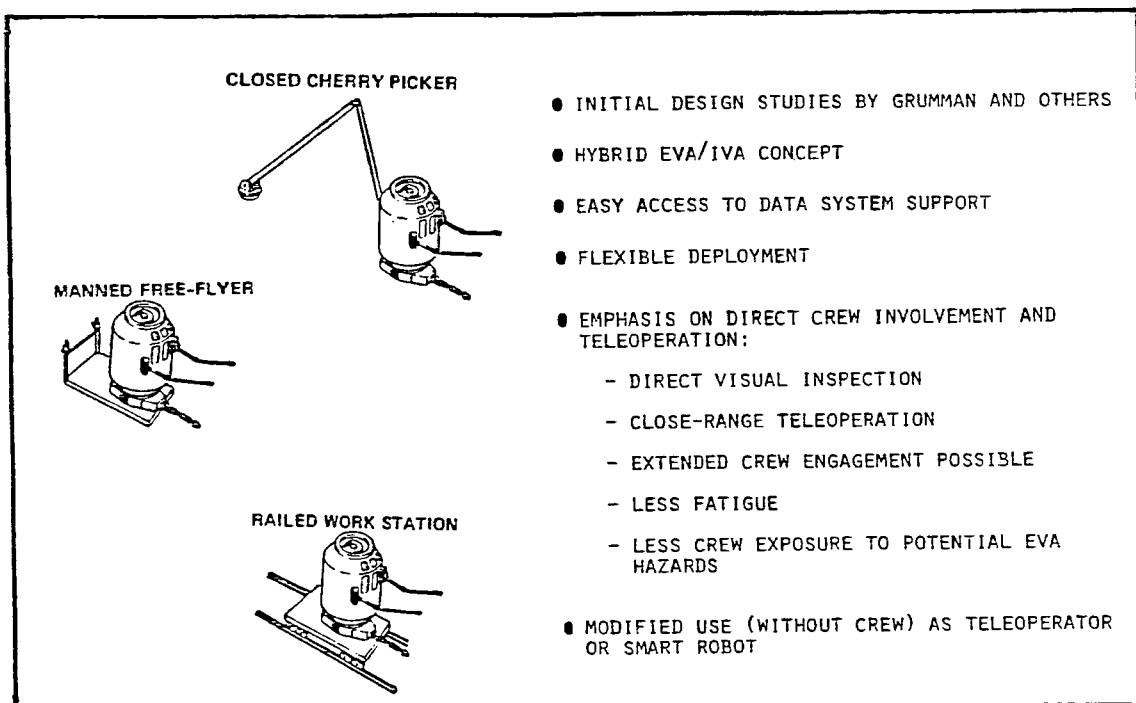 CLOSED CHERRY PICKER
MANNED FREE-FLYER
RAILED WORK STATION
● INITIAL DESIGN STUDIES BY GRUMMAN AND OTHERS
● HYBRID EVA/IVA CONCEPT
● EASY ACCESS TO DATA SYSTEM SUPPORT
● FLEXIBLE DEPLOYMENT
● EMPHASIS ON DIRECT CREW INVOLVEMENT AND
TELEOPERATION:
- DIRECT VISUAL INSPECTION
- CLOSE-RANGE TELEOPERATION
- EXTENDED CREW ENGAGEMENT POSSIBLE
- LESS FATIGUE
- LESS CREW EXPOSURE TO POTENTIAL EVA
HAZARDS
● MODIFIED USE (WITHOUT CREW) AS TELEOPERATOR
OR SMART ROBOT